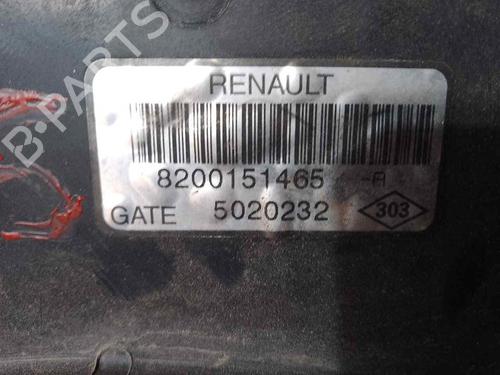 B-PARTS
RENAULT
8200151465 --A
GATE 5020232 303